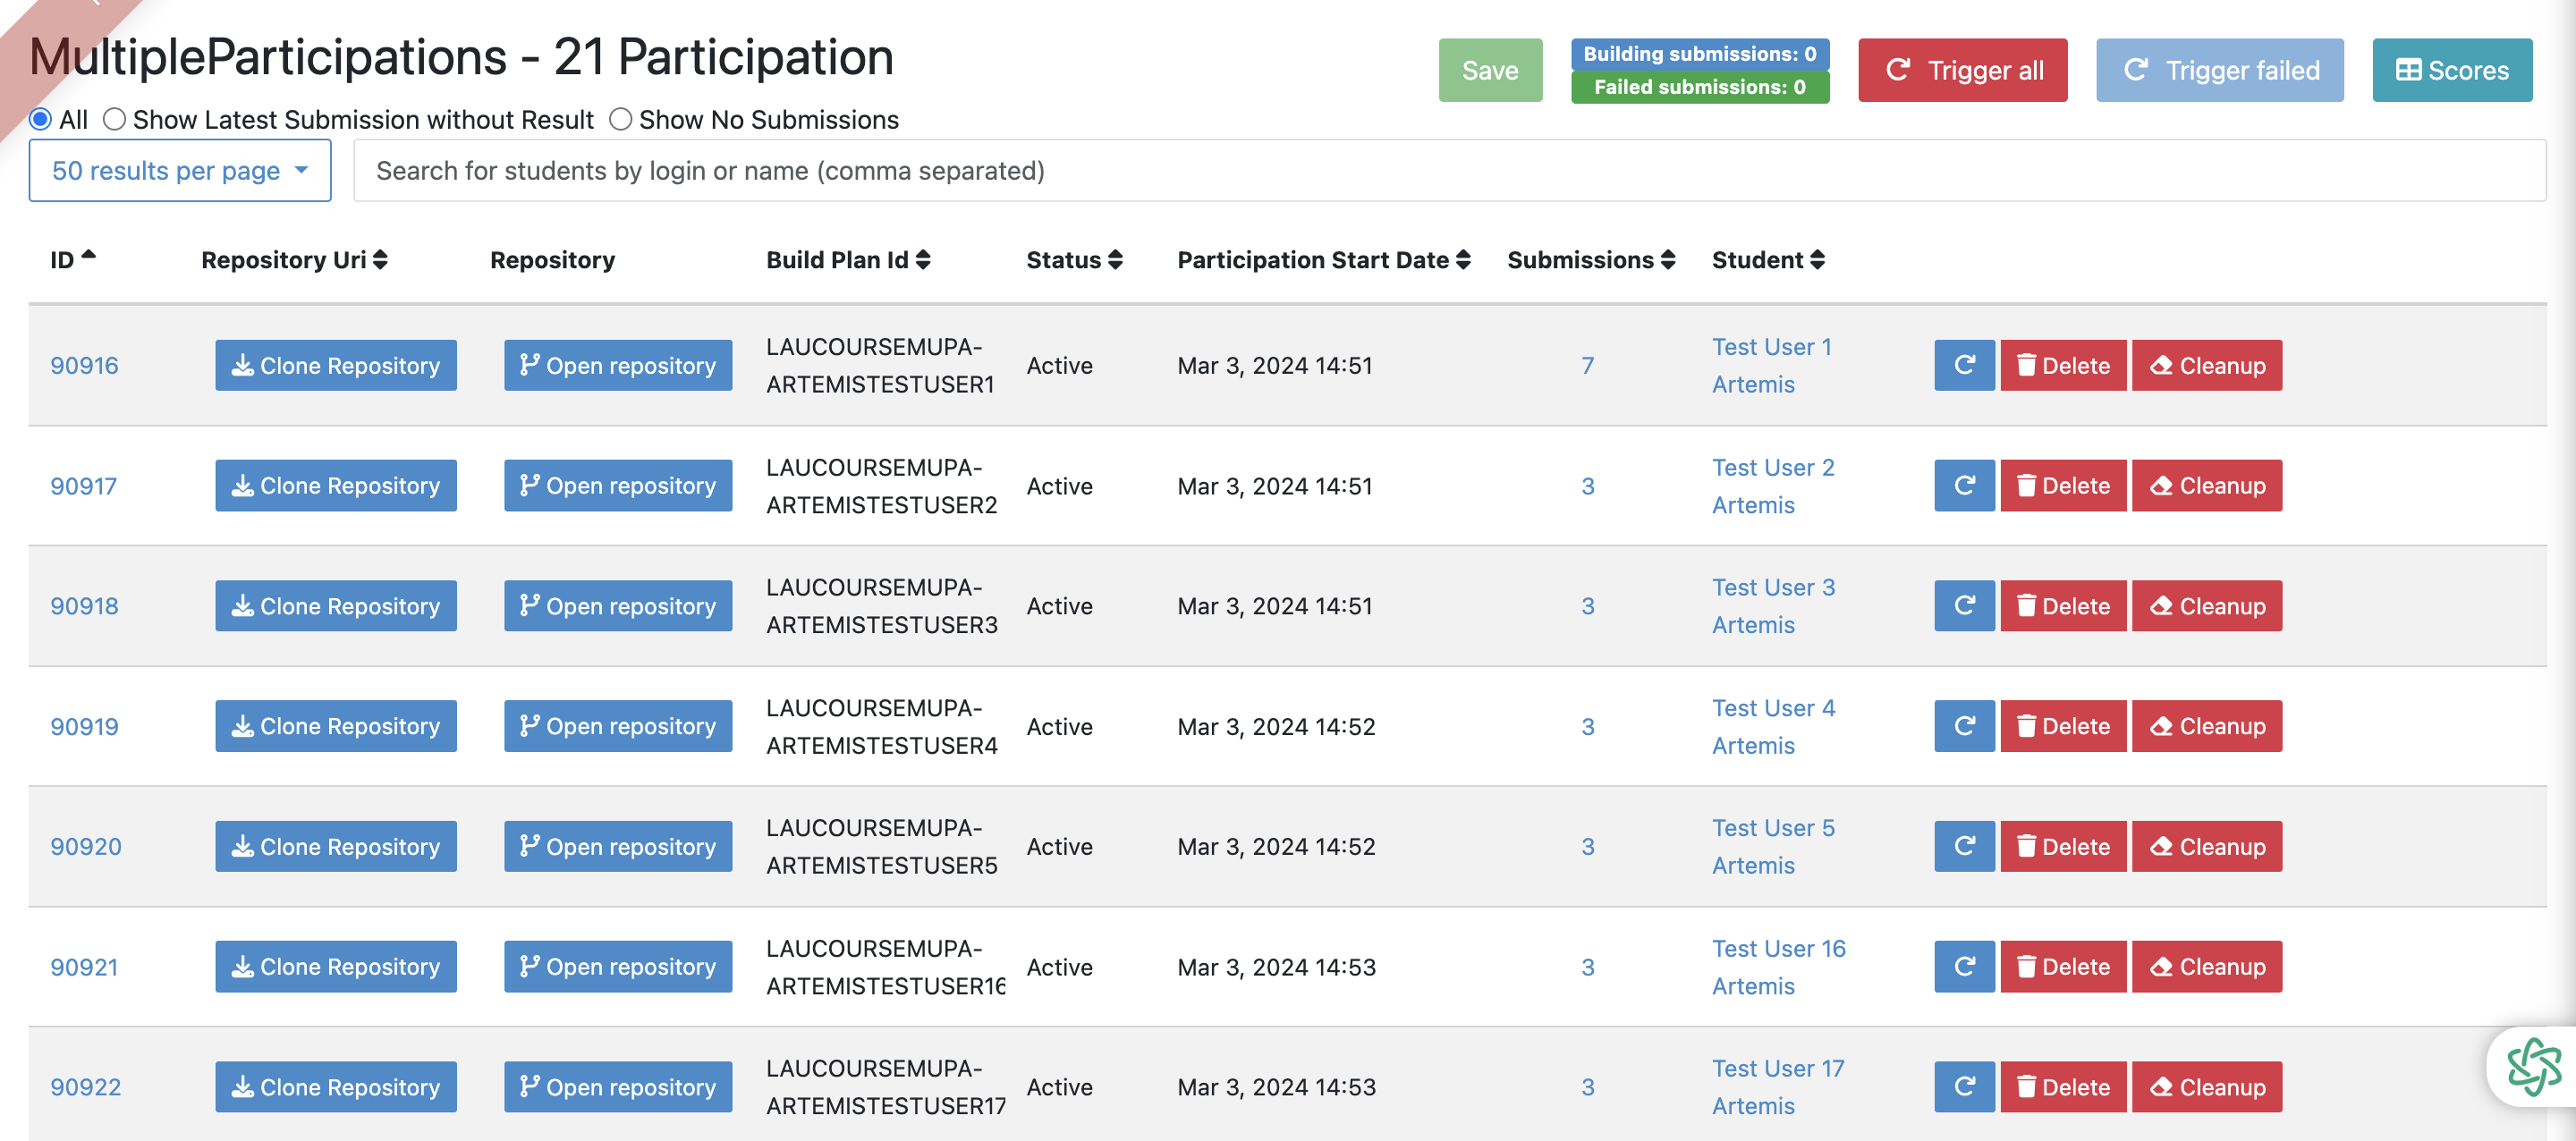 MultipleParticipations - 21 Participation
Save
Building submissions: 0
Failed submissions: 0
Trigger all
Trigger failed
Scores
All Show Latest Submission without Result Show No Submissions
50 results per page
Search for students by login or name (comma separated)
ID Repository Uri Repository Build Plan Id Status Participation Start Date Submissions Student
90916 Clone Repository Open repository LAUCOURSEMUPA-
ARTEMISTESTUSER1 Active Mar 3, 2024 14:51 7 Test User 1
Artemis Delete Cleanup
90917 Clone Repository Open repository LAUCOURSEMUPA-
ARTEMISTESTUSER2 Active Mar 3, 2024 14:51 3 Test User 2
Artemis Delete Cleanup
90918 Clone Repository Open repository LAUCOURSEMUPA-
ARTEMISTESTUSER3 Active Mar 3, 2024 14:51 3 Test User 3
Artemis Delete Cleanup
90919 Clone Repository Open repository LAUCOURSEMUPA-
ARTEMISTESTUSER4 Active Mar 3, 2024 14:52 3 Test User 4
Artemis Delete Cleanup
90920 Clone Repository Open repository LAUCOURSEMUPA-
ARTEMISTESTUSER5 Active Mar 3, 2024 14:52 3 Test User 5
Artemis Delete Cleanup
90921 Clone Repository Open repository LAUCOURSEMUPA-
ARTEMISTESTUSER16 Active Mar 3, 2024 14:53 3 Test User 16
Artemis Delete Cleanup
90922 Clone Repository Open repository LAUCOURSEMUPA-
ARTEMISTESTUSER17 Active Mar 3, 2024 14:53 3 Test User 17
Artemis Delete Cleanup